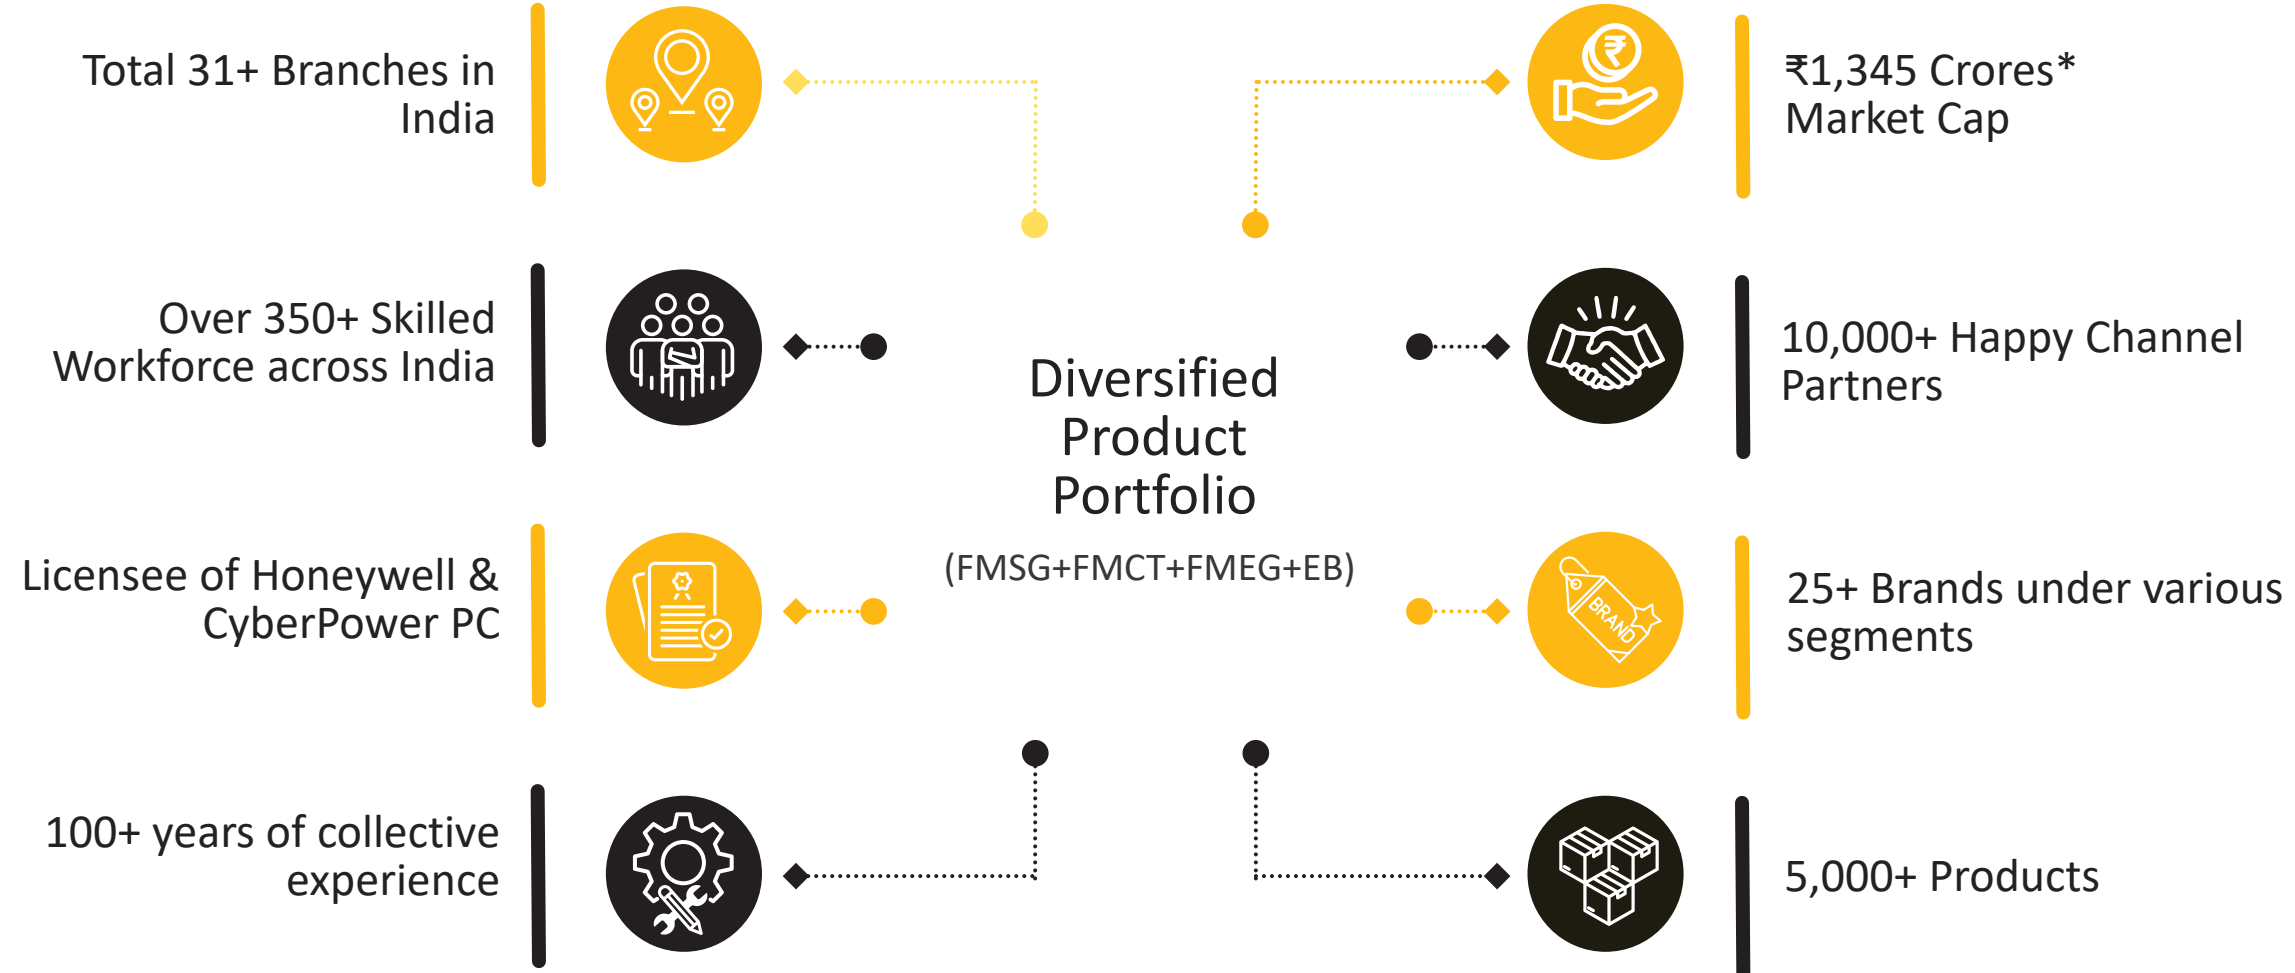 Total 31+ Branches in
India
Over 350+ Skilled
Workforce across India
Licensee of Honeywell &
CyberPower PC
100+ years of collective
experience
Diversified
Product
Portfolio
(FMSG+FMCT+FMEG+EB)
₹
₹1,345 Crores*
Market Cap
10,000+ Happy Channel
Partners
BRAND
25+ Brands under various
segments
5,000+ Products